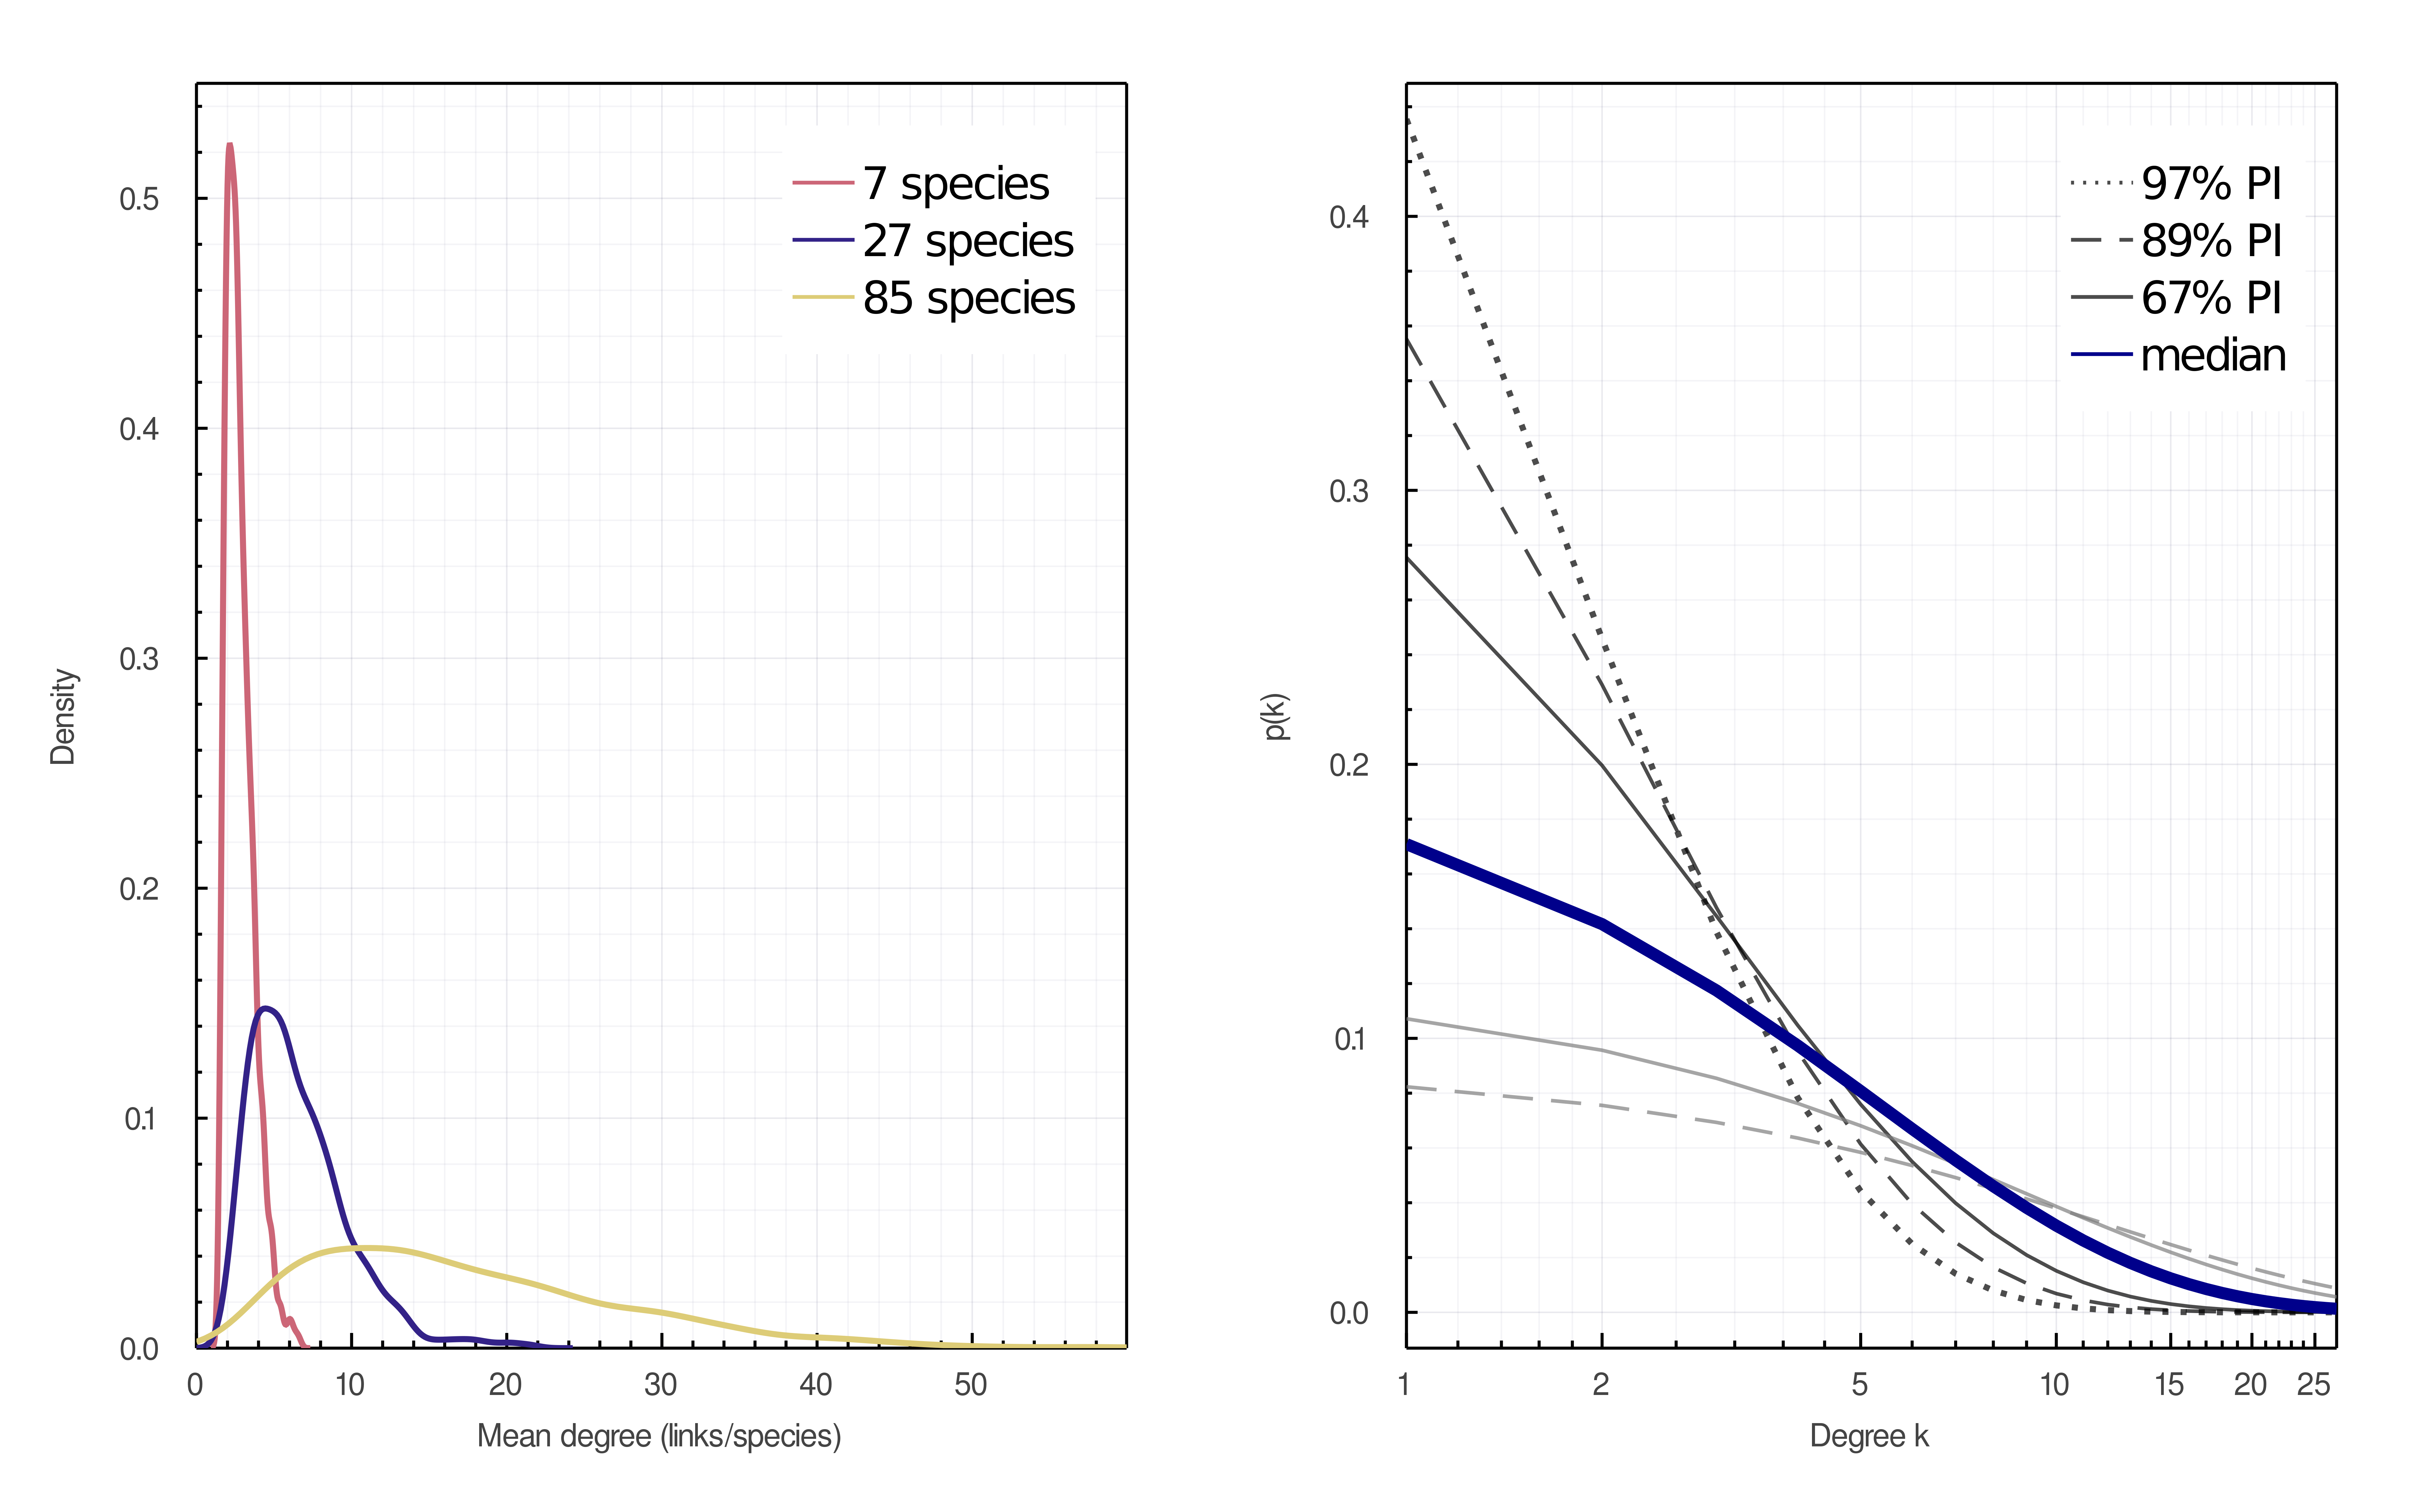 7 species
27 species
85 species
0.5
0.4
0.3
0.2
0.1
0.0
Density
0 10 20 30 40 50
Mean degree (links/species)
97% PI
89% PI
67% PI
median
0.4
0.3
0.2
0.1
0.0
p(k)
1 2 5 10 15 20 25
Degree k